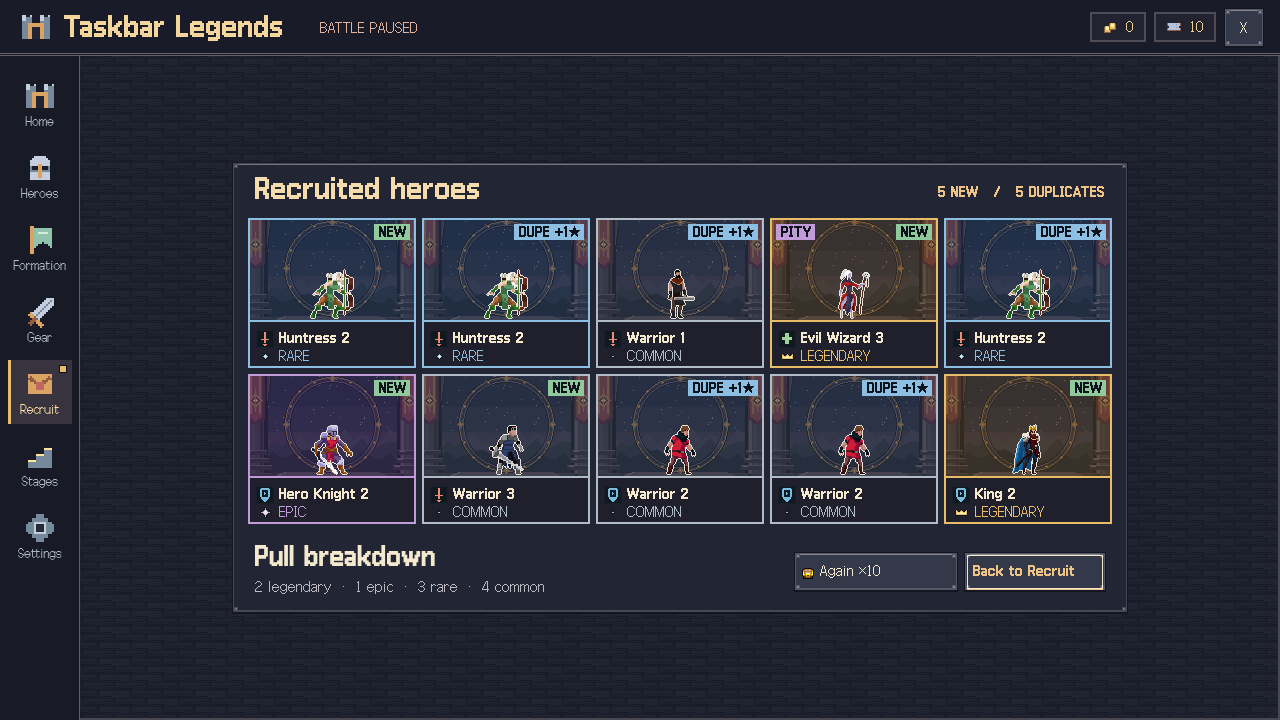 Taskbar Legends
BATTLE PAUSED
0
10
X
Home
Heroes
Formation
Gear
Recruit
Stages
Settings
Recruited heroes
5 NEW / 5 DUPLICATES
NEW
Huntress 2
RARE
DUPE +1★
Huntress 2
RARE
DUPE +1★
Warrior 1
COMMON
PITY
NEW
Evil Wizard 3
LEGENDARY
DUPE +1★
Huntress 2
RARE
NEW
Hero Knight 2
EPIC
NEW
Warrior 3
COMMON
DUPE +1★
Warrior 2
COMMON
DUPE +1★
Warrior 2
COMMON
NEW
King 2
LEGENDARY
Pull breakdown
2 legendary · 1 epic · 3 rare · 4 common
Again ×10
Back to Recruit